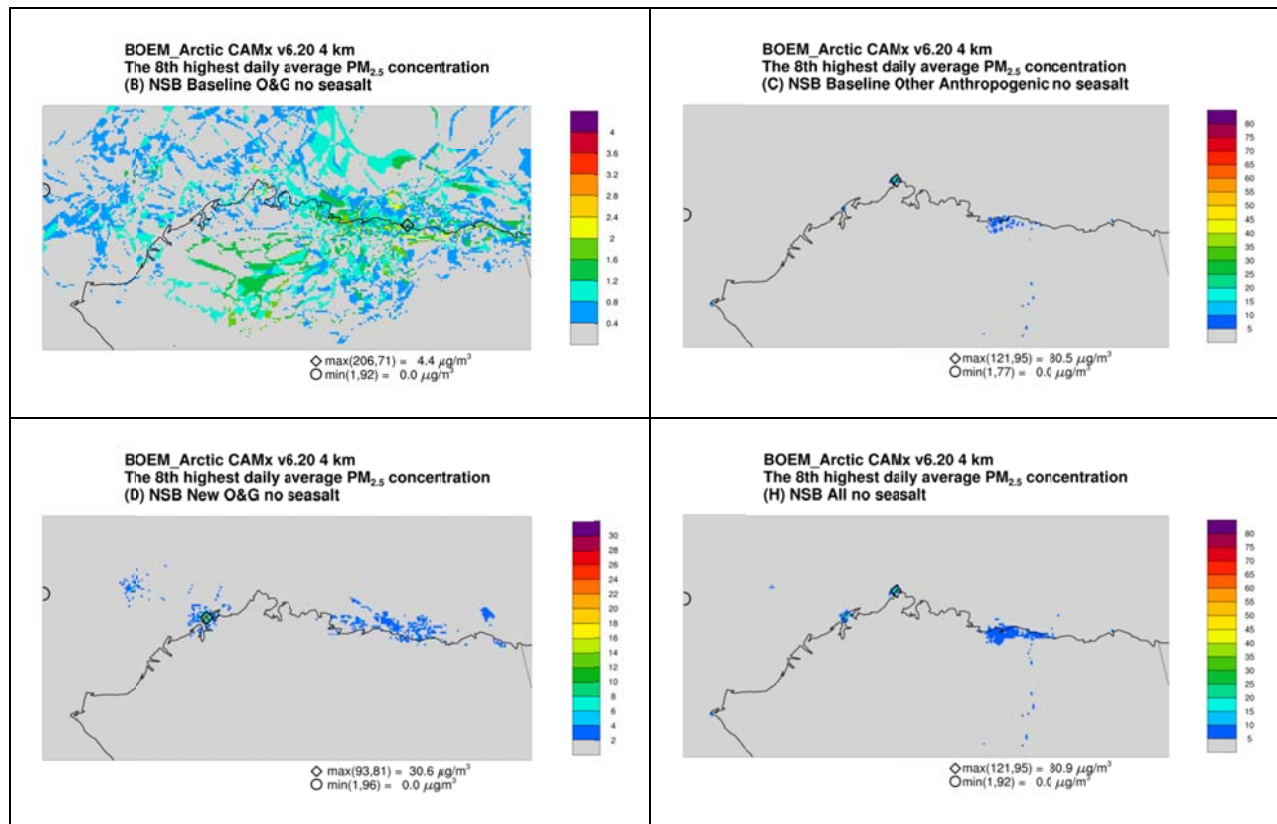 BOEM_Arctic CAMx v6.20 4 km
The 8th highest daily average PM2.5 concentration
(B) NSB Baseline O&G no seasalt
4
3.6
3.2
2.8
2.4
2
1.6
1.2
0.8
0.4
max(206,71) = 4.4 µg/m3
min(1,92) = 0.0 µg/m3
BOEM_Arctic CAMx v6.20 4 km
The 8th highest daily average PM2.5 concentration
(C) NSB Baseline Other Anthropogenic no seasalt
80
75
70
65
60
55
50
45
40
35
30
25
20
15
10
5
max(121,95) = 80.5 µg/m3
min(1,77) = 0.0 µg/m3
BOEM_Arctic CAMx v6.20 4 km
The 8th highest daily average PM2.5 concentration
(D) NSB New O&G no seasalt
30
28
26
24
22
20
18
16
14
12
10
8
6
4
2
max(93,81) = 30.6 µg/m3
min(1,96) = 0.0 µg/m3
BOEM_Arctic CAMx v6.20 4 km
The 8th highest daily average PM2.5 concentration
(H) NSB All no seasalt
80
75
70
65
60
55
50
45
40
35
30
25
20
15
10
5
max(121,95) = 80.9 µg/m3
min(1,92) = 0.0 µg/m3